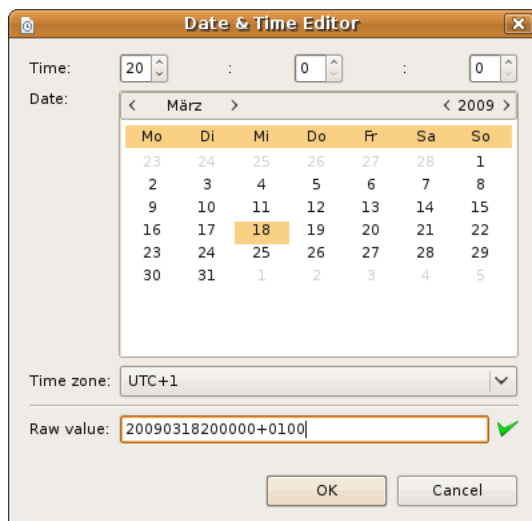 Date & Time Editor
Time: 20 : 0 : 0
Date: < März > < 2009 >
Mo Di Mi Do Fr Sa So
23 24 25 26 27 28 1
2 3 4 5 6 7 8
9 10 11 12 13 14 15
16 17 18 19 20 21 22
23 24 25 26 27 28 29
30 31 1 2 3 4 5
Time zone: UTC+1
Raw value: 20090318200000+0100
OK Cancel